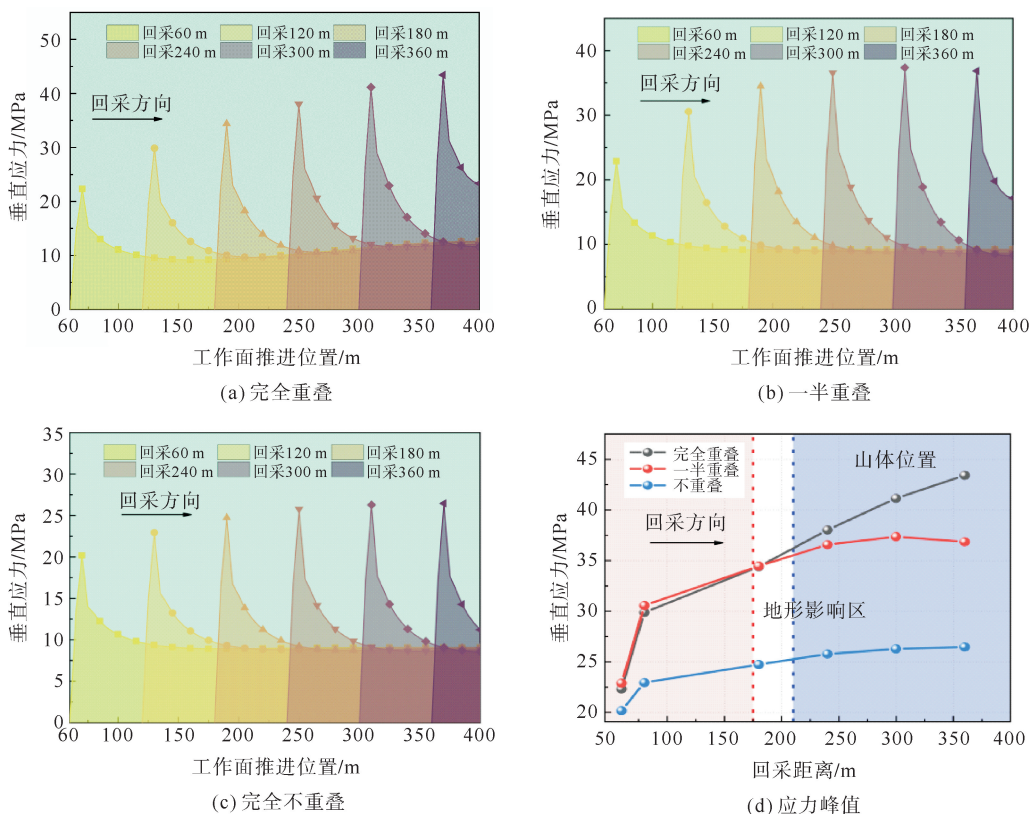 50
40
30
20
10
0
垂直应力/MPa
回采60 m
回采120 m
回采180 m
回采240 m
回采300 m
回采360 m
回采方向
60
100
150
200
250
300
350
400
工作面推进位置/m
(a) 完全重叠
40
35
30
25
20
15
10
5
0
垂直应力/MPa
回采60 m
回采120 m
回采180 m
回采240 m
回采300 m
回采360 m
回采方向
60
100
150
200
250
300
350
400
工作面推进位置/m
(b) 一半重叠
35
30
25
20
15
10
5
0
垂直应力/MPa
回采60 m
回采120 m
回采180 m
回采240 m
回采300 m
回采360 m
回采方向
60
100
150
200
250
300
350
400
工作面推进位置/m
(c) 完全不重叠
45
40
35
30
25
20
垂直应力/MPa
完全重叠
一半重叠
不重叠
山体位置
回采方向
地形影响区
50
100
150
200
250
300
350
400
回采距离/m
(d) 应力峰值